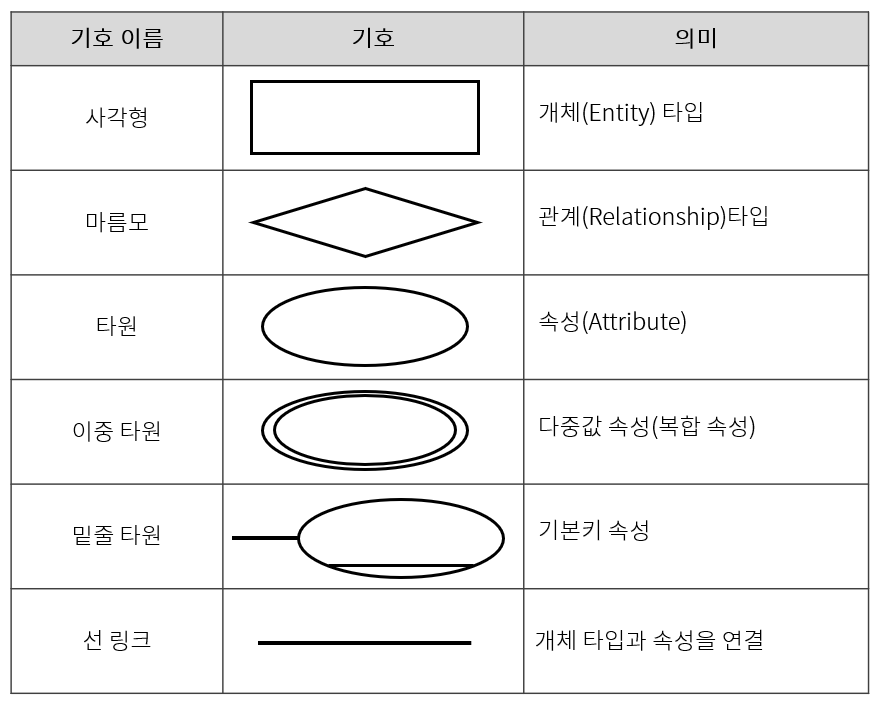 기호 이름 기호 의미
사각형 개체(Entity) 타입
마름모 관계(Relationship)타입
타원 속성(Attribute)
이중 타원 다중값 속성(복합 속성)
밑줄 타원 기본키 속성
선 링크 개체 타입과 속성을 연결